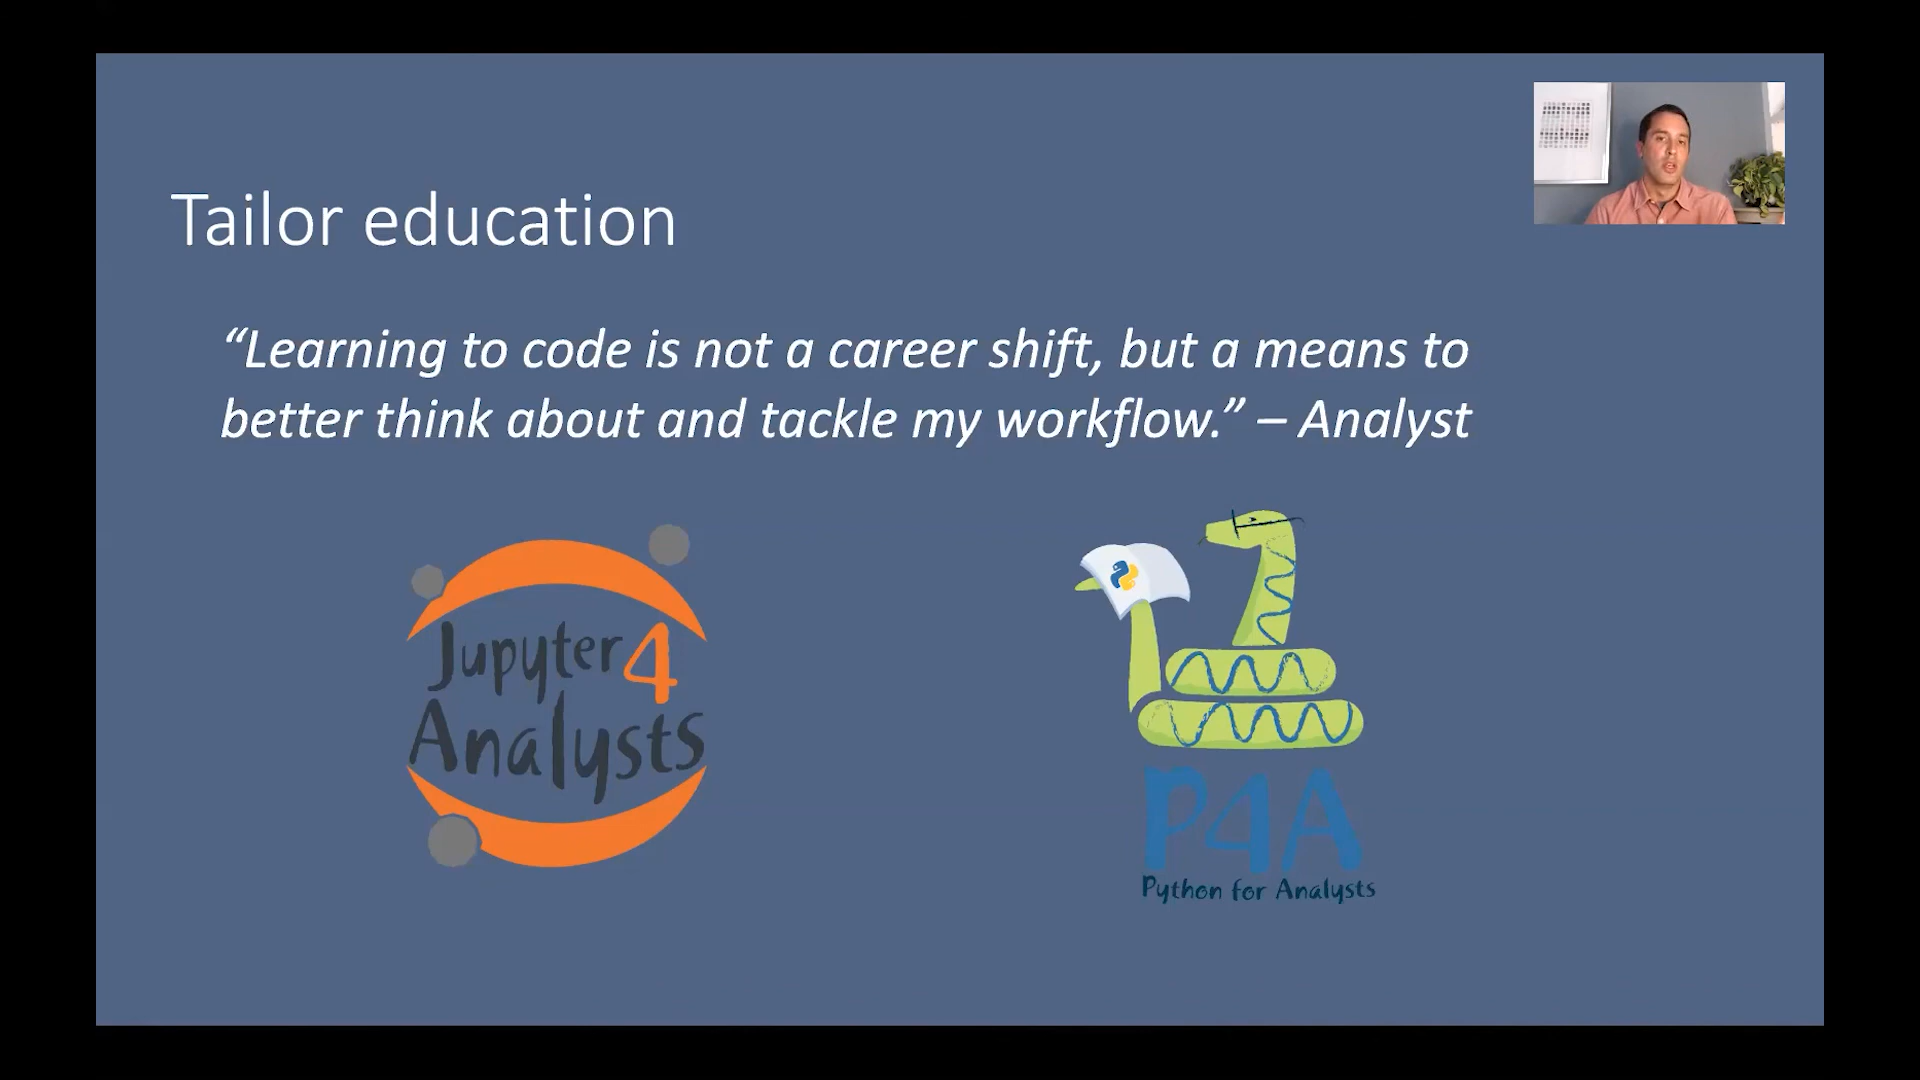 Tailor education
“Learning to code is not a career shift, but a means to
better think about and tackle my workflow.” – Analyst
Jupyter4
Analysts
P4A
Python for Analysts